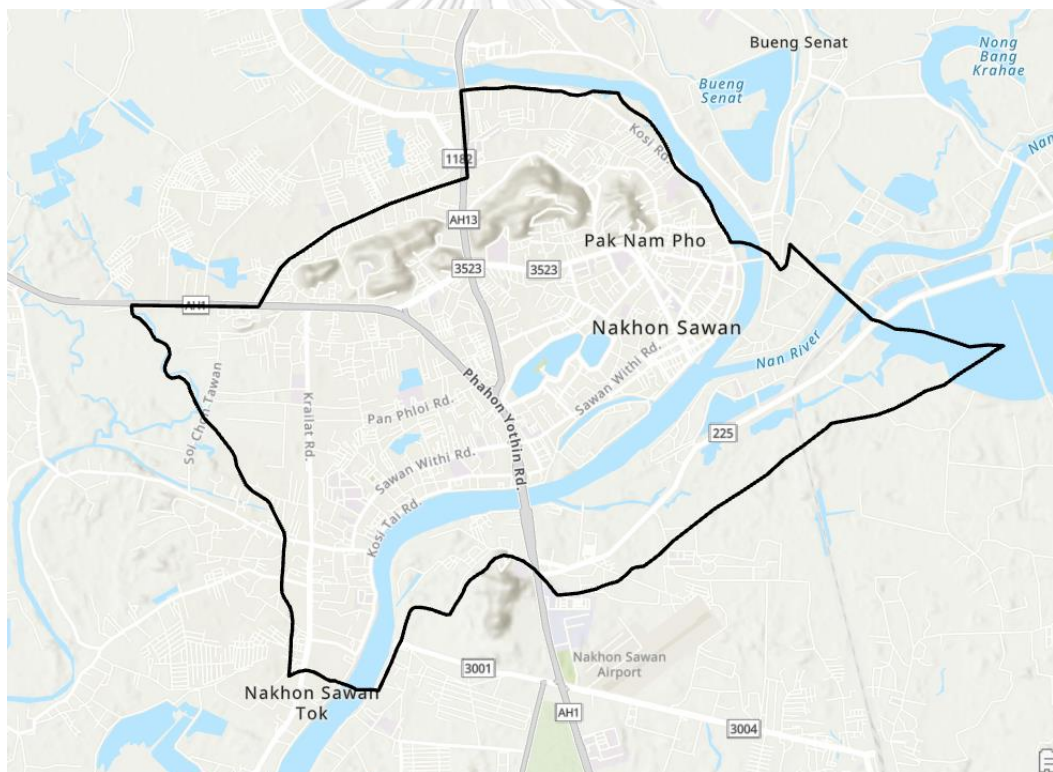 Bueng Senat
Nong
Bang
Krahae
Bueng
Senat
Kosi Rd.
1182
AH13
Pak Nam Pho
3523
3523
AH1
Nakhon Sawan
Nan River
Sawan Withi Rd.
Phahon Yothin Rd.
Soi Chon Tawan
Krailat Rd.
Pan Phloi Rd.
225
Sawan Withi Rd.
Kosi Tai Rd.
3001
Nakhon Sawan
Airport
Nakhon Sawan
Tok
AH1
3004